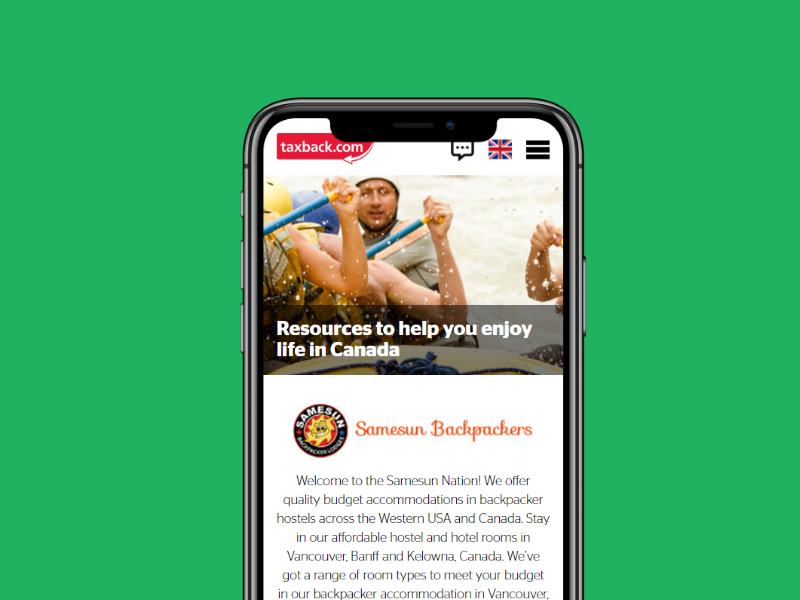 taxback.com
Resources to help you enjoy
life in Canada
SAMESUN
BACKPACKER LODGES
Samesun Backpackers
Welcome to the Samesun Nation! We offer
quality budget accommodations in backpacker
hostels across the Western USA and Canada. Stay
in our affordable hostel and hotel rooms in
Vancouver, Banff and Kelowna, Canada. We've
got a range of room types to meet your budget
in our backpacker accommodation in Vancouver,